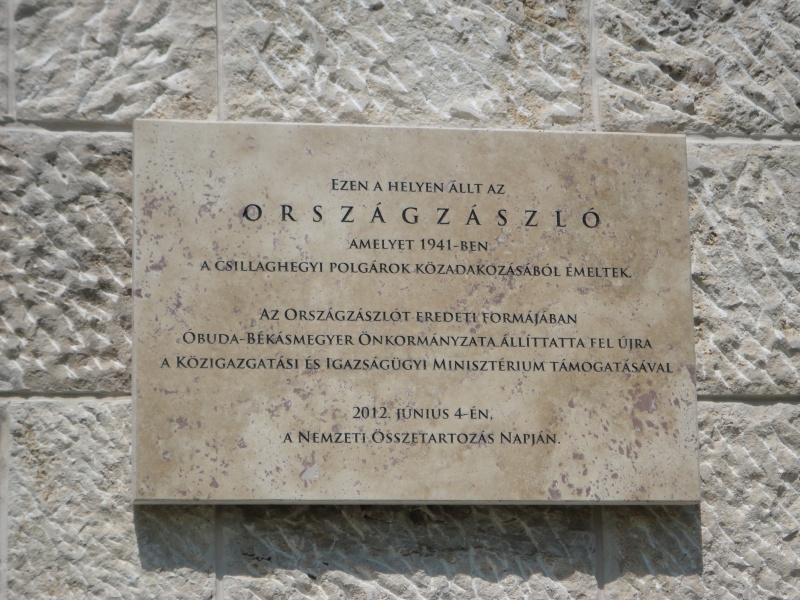 Ezen a helyen állt az
ORSZÁGZÁSZLÓ
amelyet 1941-ben
a csillaghegyi polgárok közadakozásából emeltek.
Az Országzászlót eredeti formájában
Óbuda-Békásmegyer Önkormányzata állíttatta fel újra
a Közigazgatási és Igazságügyi Minisztérium támogatásával
2012. június 4-én,
a Nemzeti Összetartozás Napján.